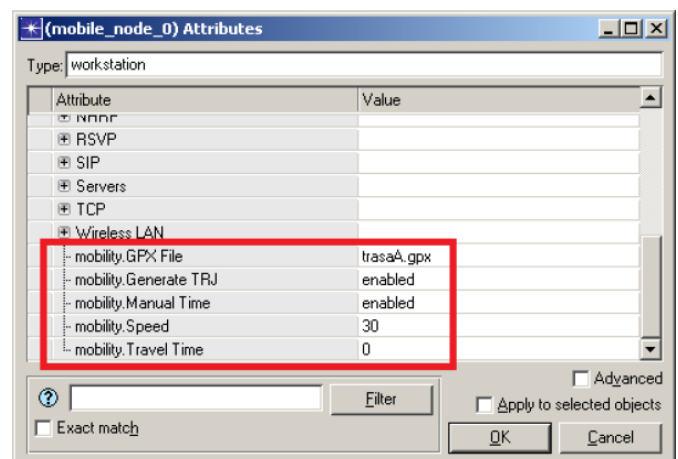 (mobile_node_0) Attributes
Type: workstation
Attribute Value
NHRP
RSVP
SIP
Servers
TCP
Wireless LAN
mobility.GPX File trasaA.gpx
mobility.Generate TRJ enabled
mobility.Manual Time enabled
mobility.Speed 30
mobility.Travel Time 0
Advanced
Filter
Apply to selected objects
Exact match
OK Cancel